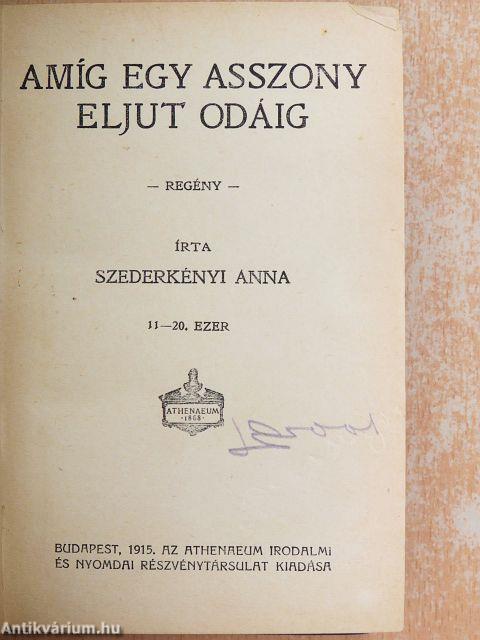 AMÍG EGY ASSZONY
ELJUT ODÁIG
— REGÉNY —
ÍRTA
SZEDERKÉNYI ANNA
11—20. EZER
ATHENAEUM
· 1868 ·
BUDAPEST, 1915. AZ ATHENAEUM IRODALMI
ÉS NYOMDAI RÉSZVÉNYTÁRSULAT KIADÁSA
Antikvárium.hu